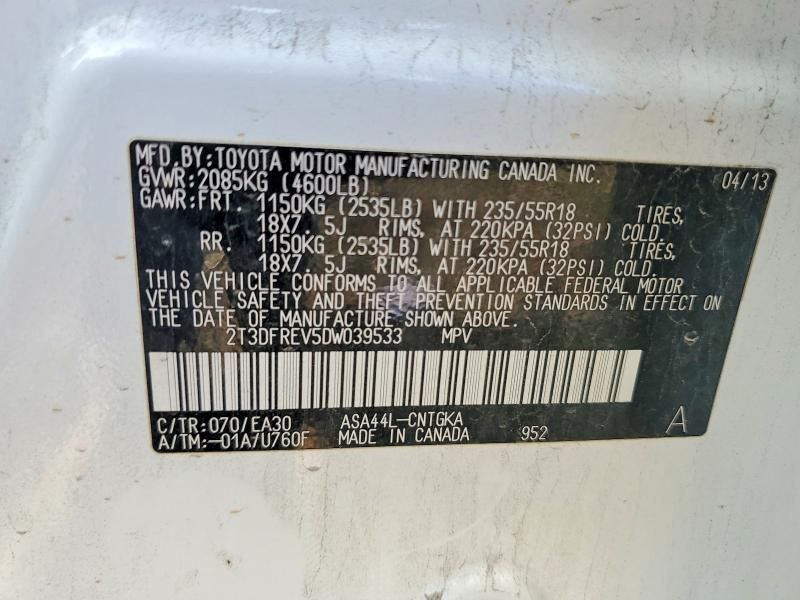 MFD.BY:TOYOTA MOTOR MANUFACTURING CANADA INC. 04/13
GVWR:2085KG (4600LB)
GAWR:FRT. 1150KG (2535LB) WITH 235/55R18 TIRES,
18X7. 5J RIMS, AT 220KPA (32PSI) COLD.
RR. 1150KG (2535LB) WITH 235/55R18 TIRES,
18X7. 5J RIMS, AT 220KPA (32PSI) COLD.
THIS VEHICLE CONFORMS TO ALL APPLICABLE FEDERAL MOTOR
VEHICLE SAFETY AND THEFT PREVENTION STANDARDS IN EFFECT ON
THE DATE OF MANUFACTURE SHOWN ABOVE.
2T3DFREV5DW039533 MPV
C/TR:070/EA30 ASA44L-CNTGKA
A/TM:-01A/U760F MADE IN CANADA 952 A